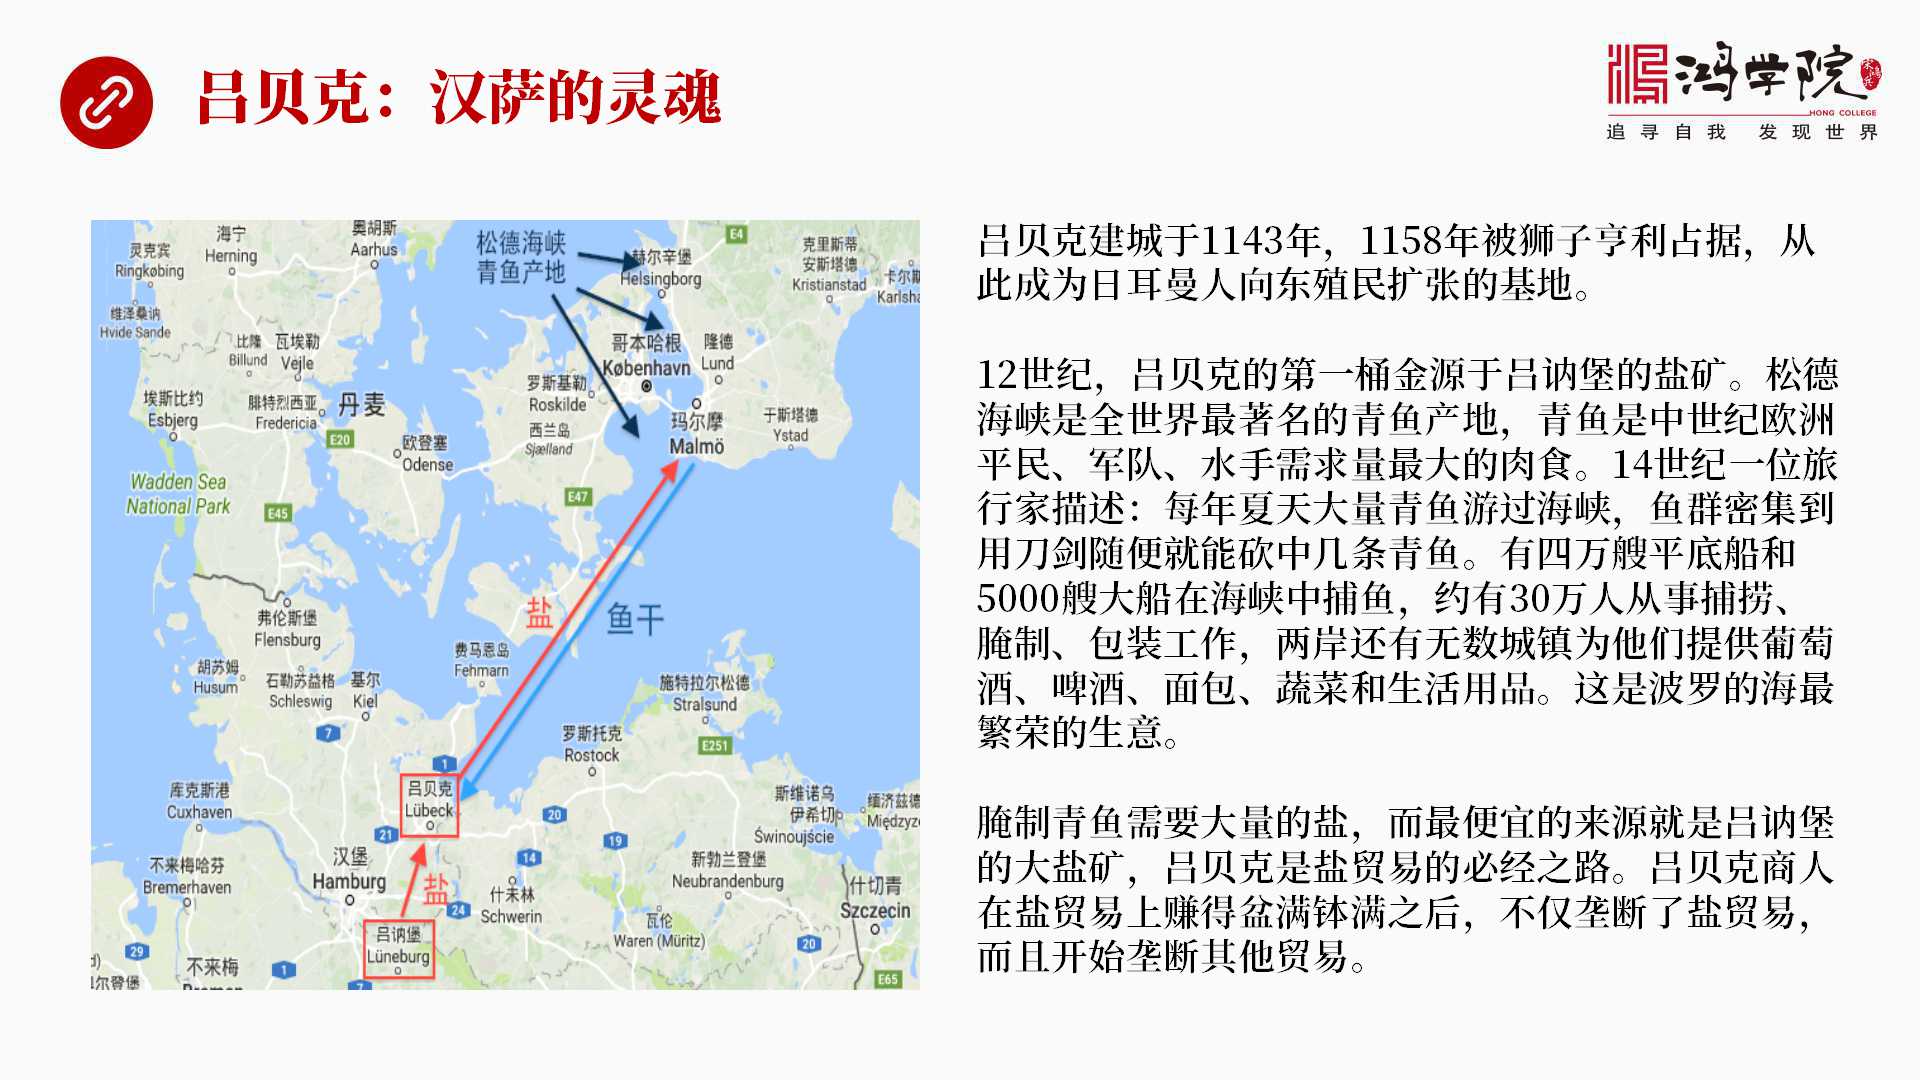 吕贝克：汉萨的灵魂
鸿学院
宋鸿兵
HONG COLLEGE
追寻自我 发现世界
吕贝克建城于1143年，1158年被狮子亨利占据，从
此成为日耳曼人向东殖民扩张的基地。
12世纪，吕贝克的第一桶金源于吕讷堡的盐矿。松德
海峡是全世界最著名的青鱼产地，青鱼是中世纪欧洲
平民、军队、水手需求量最大的肉食。14世纪一位旅
行家描述：每年夏天大量青鱼游过海峡，鱼群密集到
用刀剑随便就能砍中几条青鱼。有四万艘平底船和
5000艘大船在海峡中捕鱼，约有30万人从事捕捞、
腌制、包装工作，两岸还有无数城镇为他们提供葡萄
酒、啤酒、面包、蔬菜和生活用品。这是波罗的海最
繁荣的生意。
腌制青鱼需要大量的盐，而最便宜的来源就是吕讷堡
的大盐矿，吕贝克是盐贸易的必经之路。吕贝克商人
在盐贸易上赚得盆满钵满之后，不仅垄断了盐贸易，
而且开始垄断其他贸易。
灵克宾
Ringkøbing
海宁
Herning
奥胡斯
Aarhus
松德海峡
青鱼产地
赫尔辛堡
Helsingborg
E4
克里斯蒂
安斯塔德
Kristianstad
卡尔斯
Karlsha
维泽桑讷
Hvide Sande
比隆
Billund
瓦埃勒
Vejle
哥本哈根
København
隆德
Lund
罗斯基勒
Roskilde
埃斯比约
Esbjerg
腓特烈西亚
Fredericia
丹麦
E20
欧登塞
Odense
西兰岛
Sjælland
玛尔摩
Malmö
于斯塔德
Ystad
Wadden Sea
National Park
E45
E47
盐
鱼干
弗伦斯堡
Flensburg
费马恩岛
Fehmarn
胡苏姆
Husum
石勒苏益格
Schleswig
基尔
Kiel
施特拉尔松德
Stralsund
7
罗斯托克
Rostock
E251
1
库克斯港
Cuxhaven
吕贝克
Lübeck
20
斯维诺乌
伊希切
Świnoujście
缅济兹德
Międzyz
21
19
不来梅哈芬
Bremerhaven
汉堡
Hamburg
14
新勃兰登堡
Neubrandenburg
盐
什未林
Schwerin
什切青
Szczecin
24
瓦伦
Waren (Müritz)
吕讷堡
Lüneburg
20
29
不来梅
Bremen
1
7
E65
尔登堡